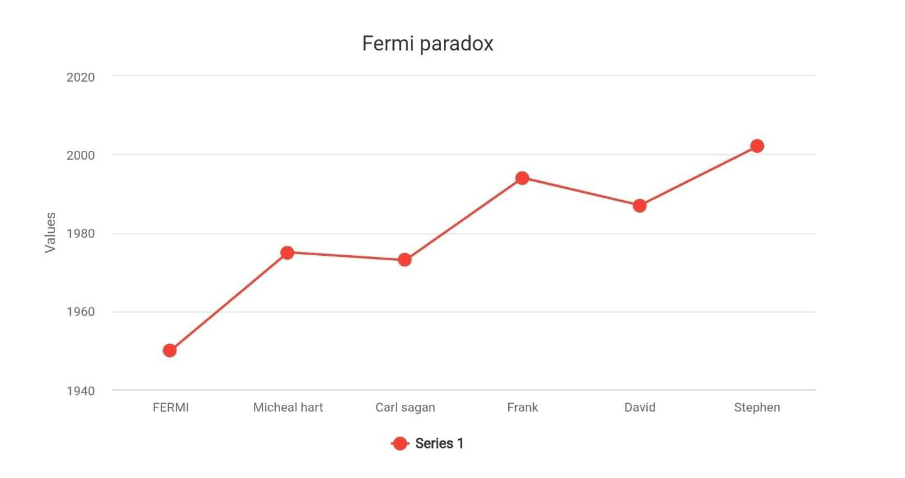 Fermi paradox
2020
2000
1980
1960
1940
Values
FERMI Micheal hart Carl sagan Frank David Stephen
Series 1